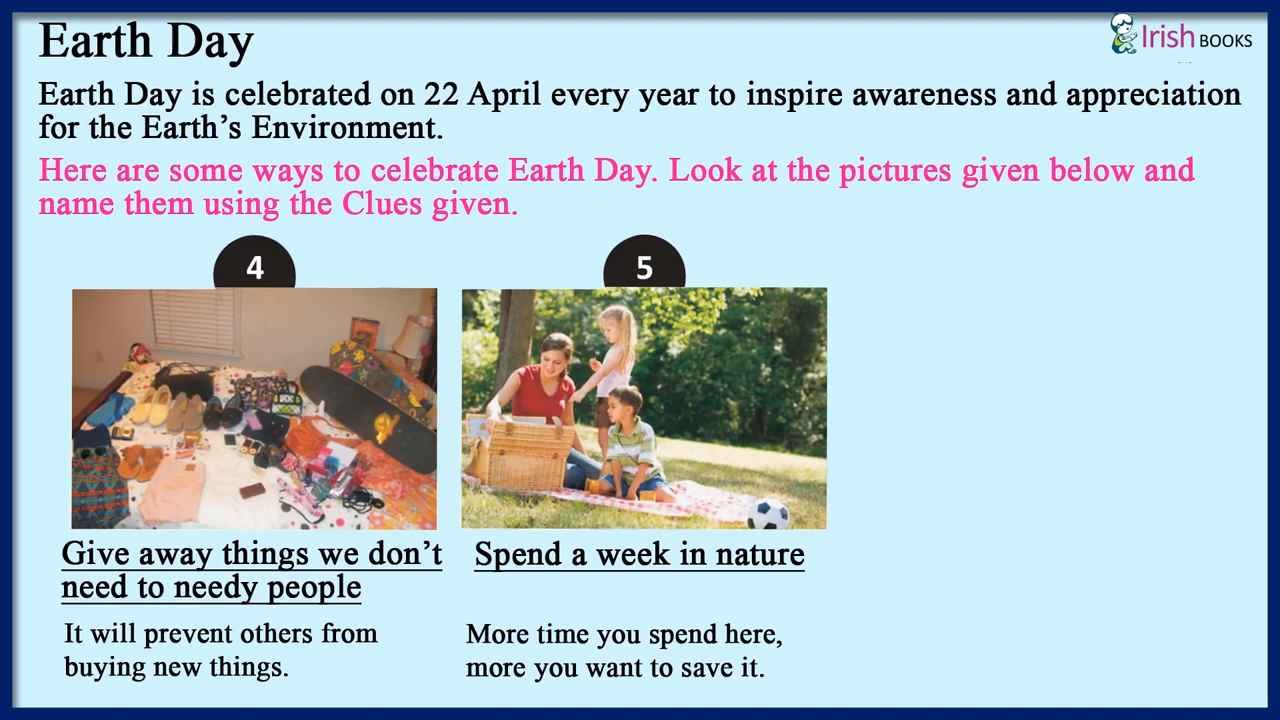 Earth Day
Irish BOOKS
Earth Day is celebrated on 22 April every year to inspire awareness and appreciation
for the Earth’s Environment.
Here are some ways to celebrate Earth Day. Look at the pictures given below and
name them using the Clues given.
4
5
Give away things we don’t
need to needy people
Spend a week in nature
It will prevent others from
buying new things.
More time you spend here,
more you want to save it.